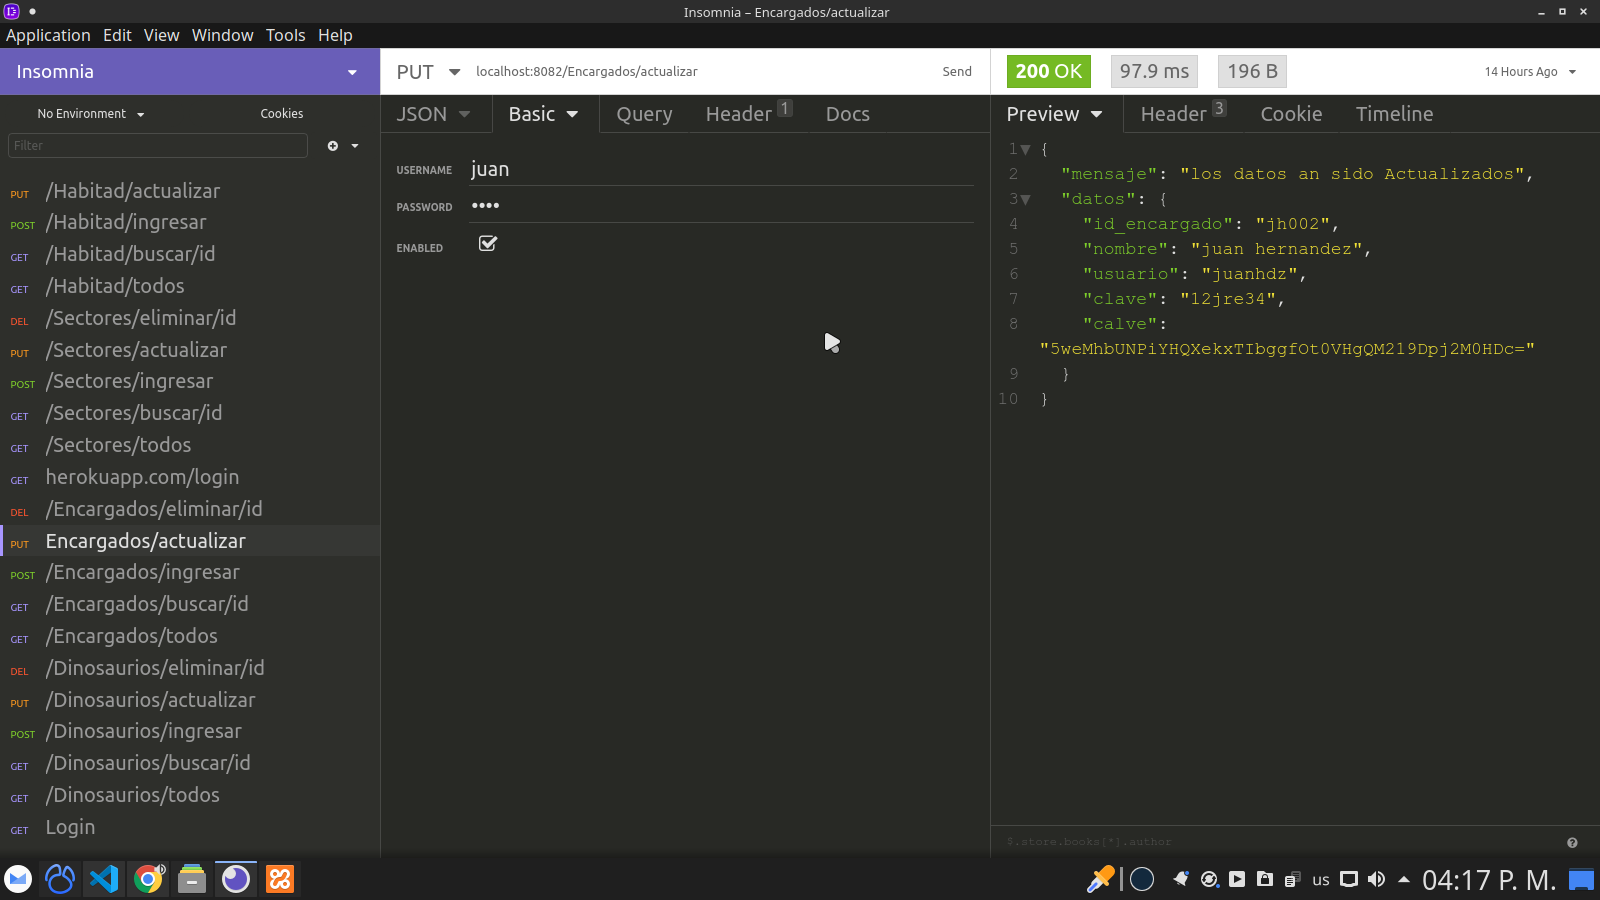 Insomnia – Encargados/actualizar
Application Edit View Window Tools Help
Insomnia
PUT localhost:8082/Encargados/actualizar Send
200 OK 97.9 ms 196 B 14 Hours Ago
No Environment Cookies
JSON Basic Query Header 1 Docs
Preview Header 3 Cookie Timeline
Filter
PUT /Habitad/actualizar
POST /Habitad/ingresar
GET /Habitad/buscar/id
GET /Habitad/todos
DEL /Sectores/eliminar/id
PUT /Sectores/actualizar
POST /Sectores/ingresar
GET /Sectores/buscar/id
GET /Sectores/todos
GET herokuapp.com/login
DEL /Encargados/eliminar/id
PUT Encargados/actualizar
POST /Encargados/ingresar
GET /Encargados/buscar/id
GET /Encargados/todos
DEL /Dinosaurios/eliminar/id
PUT /Dinosaurios/actualizar
POST /Dinosaurios/ingresar
GET /Dinosaurios/buscar/id
GET /Dinosaurios/todos
GET Login
USERNAME juan
PASSWORD ••••
ENABLED
1 {
2 "mensaje": "los datos an sido Actualizados",
3 "datos": {
4 "id_encargado": "jh002",
5 "nombre": "juan hernandez",
6 "usuario": "juanhdz",
7 "clave": "12jre34",
8 "calve":
"5weMhbUNPiYHQXekxTIbggfOt0VHgQM219Dpj2M0HDc="
9 }
10 }
$.store.books[*].author
us 04:17 P. M.